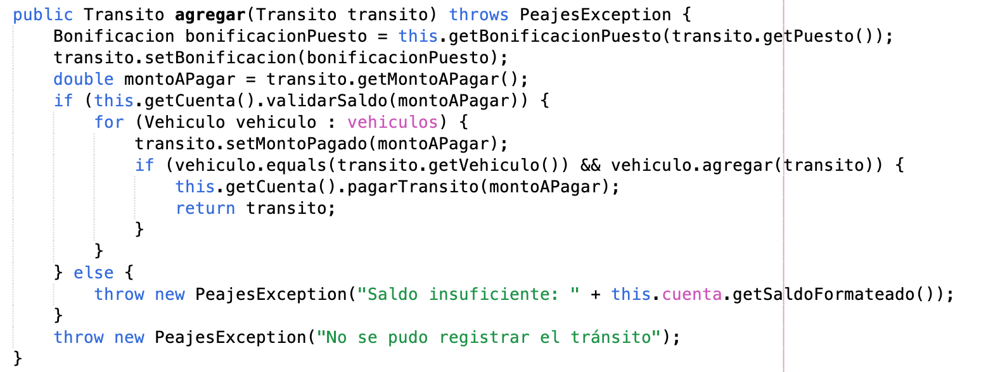 public Transito agregar(Transito transito) throws PeajesException {
    Bonificacion bonificacionPuesto = this.getBonificacionPuesto(transito.getPuesto());
    transito.setBonificacion(bonificacionPuesto);
    double montoAPagar = transito.getMontoAPagar();
    if (this.getCuenta().validarSaldo(montoAPagar)) {
        for (Vehiculo vehiculo : vehiculos) {
            transito.setMontoPagado(montoAPagar);
            if (vehiculo.equals(transito.getVehiculo()) && vehiculo.agregar(transito)) {
                this.getCuenta().pagarTransito(montoAPagar);
                return transito;
            }
        }
    } else {
        throw new PeajesException("Saldo insuficiente: " + this.cuenta.getSaldoFormateado());
    }
    throw new PeajesException("No se pudo registrar el tránsito");
}